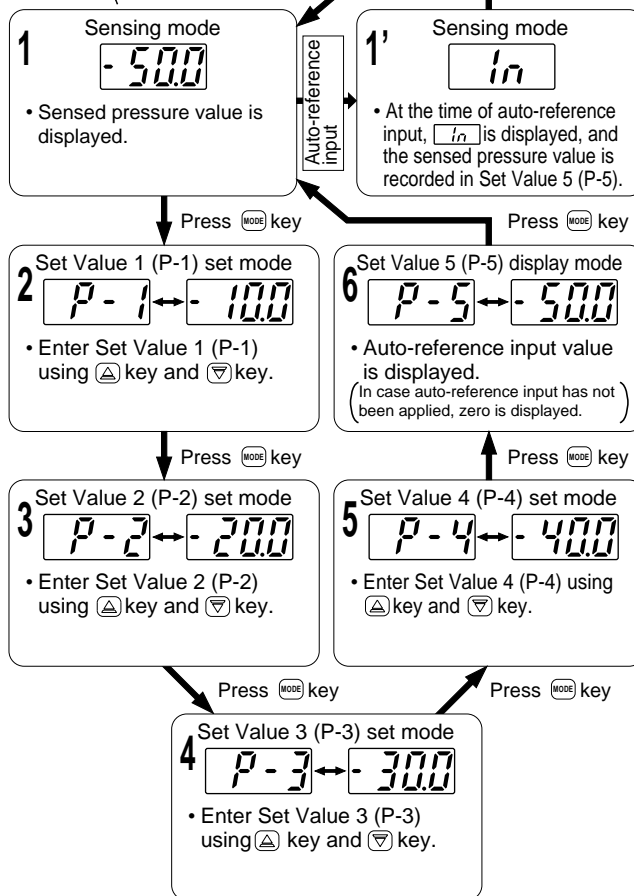 1
Sensing mode
- 50.0
• Sensed pressure value is
displayed.
Auto-reference
input
1’
Sensing mode
In
• At the time of auto-reference
input, In is displayed, and
the sensed pressure value is
recorded in Set Value 5 (P-5).
Press MODE key
2
Set Value 1 (P-1) set mode
P - 1 - 10.0
• Enter Set Value 1 (P-1)
using key and key.
Press MODE key
3
Set Value 2 (P-2) set mode
P - 2 - 20.0
• Enter Set Value 2 (P-2)
using key and key.
Press MODE key
4
Set Value 3 (P-3) set mode
P - 3 - 30.0
• Enter Set Value 3 (P-3)
using key and key.
Press MODE key
5
Set Value 4 (P-4) set mode
P - 4 - 40.0
• Enter Set Value 4 (P-4) using
key and key.
Press MODE key
6
Set Value 5 (P-5) display mode
P - 5 - 50.0
• Auto-reference input value
is displayed.
(In case auto-reference input has not
been applied, zero is displayed.)
Press MODE key